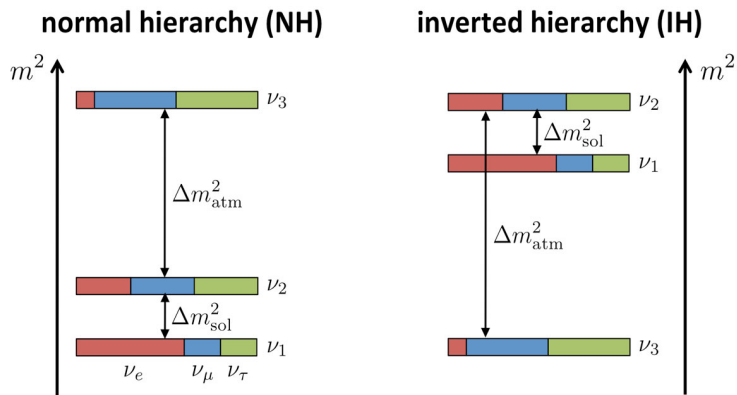 normal hierarchy (NH)
m²
ν₃
Δm²atm
ν₂
Δm²sol
ν₁
νₑ νμ ντ
inverted hierarchy (IH)
m²
ν₂
Δm²sol
ν₁
Δm²atm
ν₃